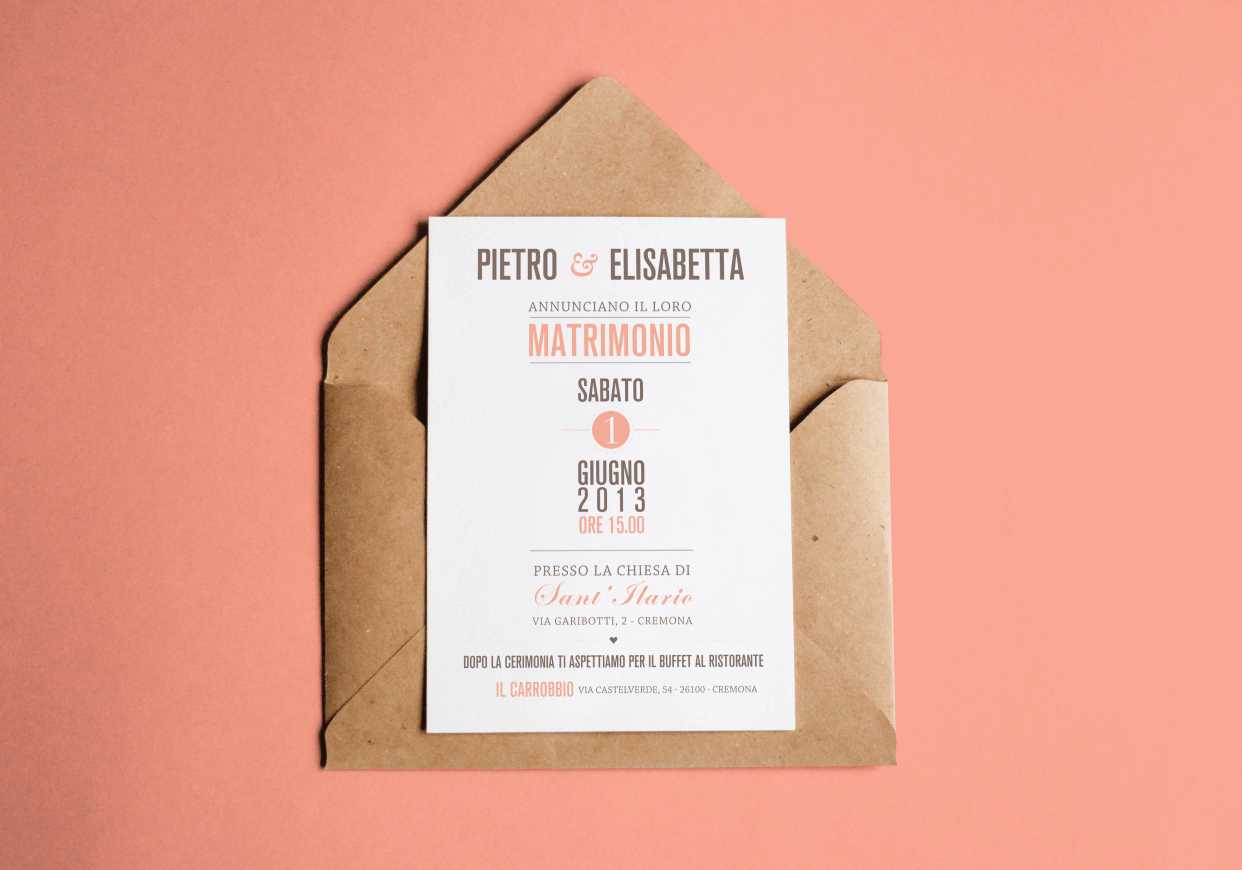 PIETRO & ELISABETTA
ANNUNCIANO IL LORO
MATRIMONIO
SABATO
1
GIUGNO
2013
ORE 15.00
PRESSO LA CHIESA DI
Sant'Ilario
VIA GARIBOTTI, 2 - CREMONA
DOPO LA CERIMONIA TI ASPETTIAMO PER IL BUFFET AL RISTORANTE
IL CARROBBIO VIA CASTELVERDE, 54 - 26100 - CREMONA